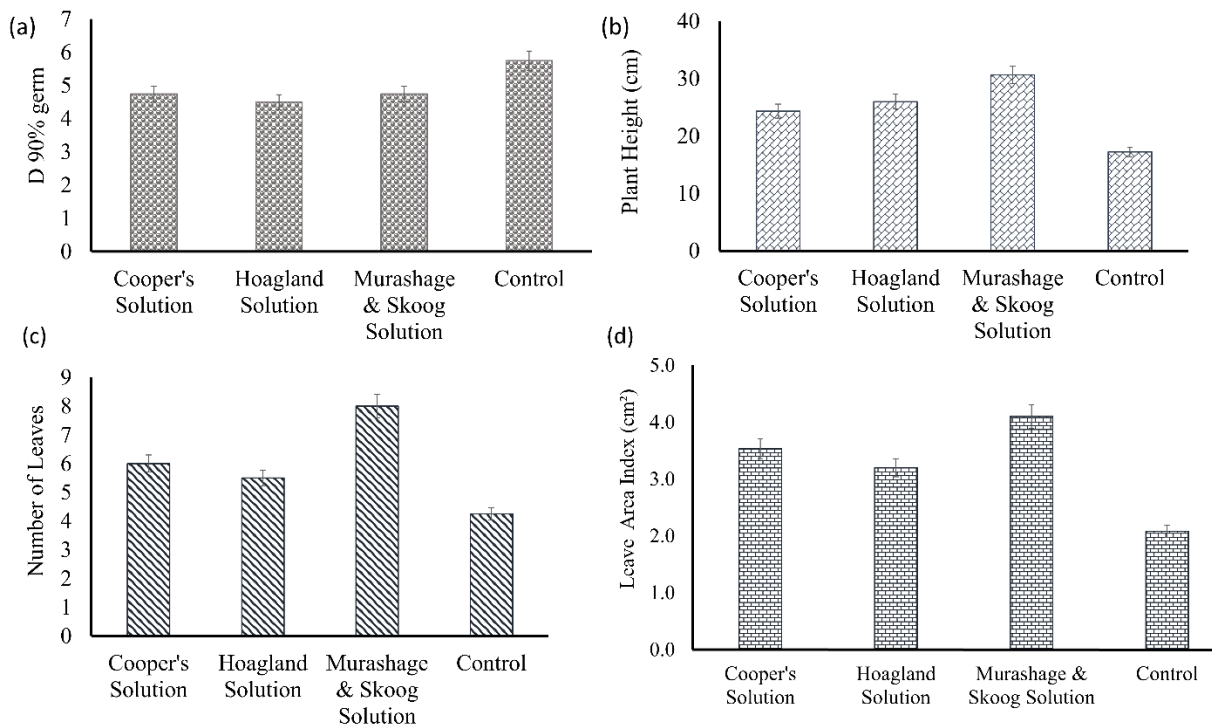 (a)
D 90% germ
7
6
5
4
3
2
1
0
Cooper's
Solution
Hoagland
Solution
Murashage
& Skoog
Solution
Control
(b)
Plant Height (cm)
40
30
20
10
0
Cooper's
Solution
Hoagland
Solution
Murashage
& Skoog
Solution
Control
(c)
Number of Leaves
9
8
7
6
5
4
3
2
1
0
Cooper's
Solution
Hoagland
Solution
Murashage
& Skoog
Solution
Control
(d)
Leave Area Index (cm²)
5.0
4.0
3.0
2.0
1.0
0.0
Cooper's
Solution
Hoagland
Solution
Murashage &
Skoog Solution
Control